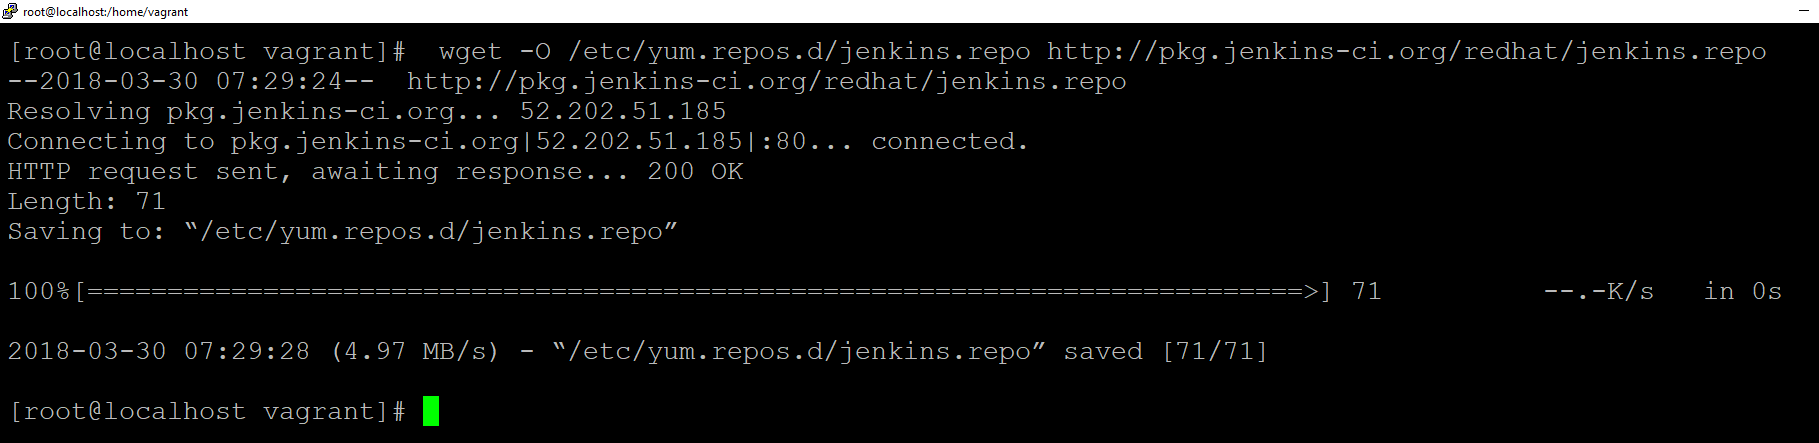 root@localhost:/home/vagrant
[root@localhost vagrant]#  wget -O /etc/yum.repos.d/jenkins.repo http://pkg.jenkins-ci.org/redhat/jenkins.repo
--2018-03-30 07:29:24--  http://pkg.jenkins-ci.org/redhat/jenkins.repo
Resolving pkg.jenkins-ci.org... 52.202.51.185
Connecting to pkg.jenkins-ci.org|52.202.51.185|:80... connected.
HTTP request sent, awaiting response... 200 OK
Length: 71
Saving to: “/etc/yum.repos.d/jenkins.repo”
100%[============================================================================>] 71          --.-K/s   in 0s
2018-03-30 07:29:28 (4.97 MB/s) - “/etc/yum.repos.d/jenkins.repo” saved [71/71]
[root@localhost vagrant]#